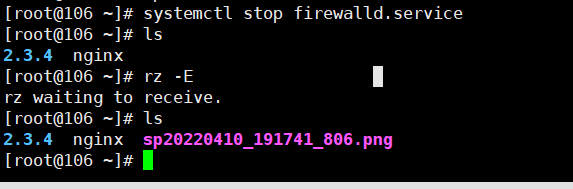 [root@106 ~]# systemctl stop firewalld.service
[root@106 ~]# ls
2.3.4  nginx
[root@106 ~]# rz -E
rz waiting to receive.
[root@106 ~]# ls
2.3.4  nginx  sp20220410_191741_806.png
[root@106 ~]#